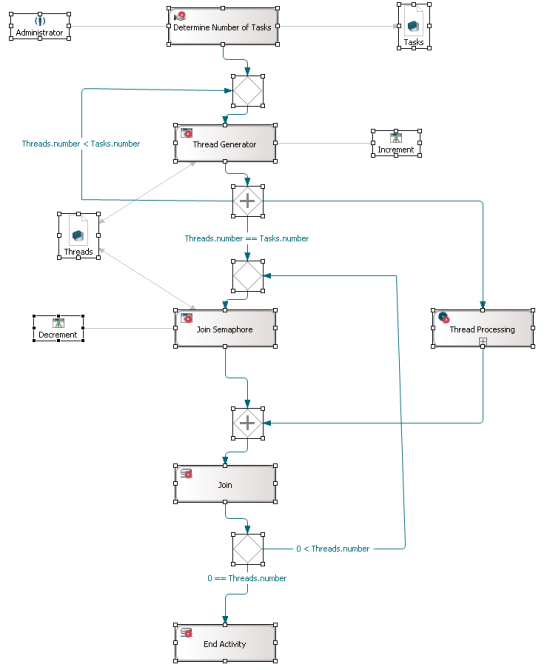 Administrator
Determine Number of Tasks
Tasks
Threads.number < Tasks.number
Thread Generator
Increment
Threads.number == Tasks.number
Threads
Decrement
Join Semaphore
Thread Processing
Join
0 < Threads.number
0 == Threads.number
End Activity